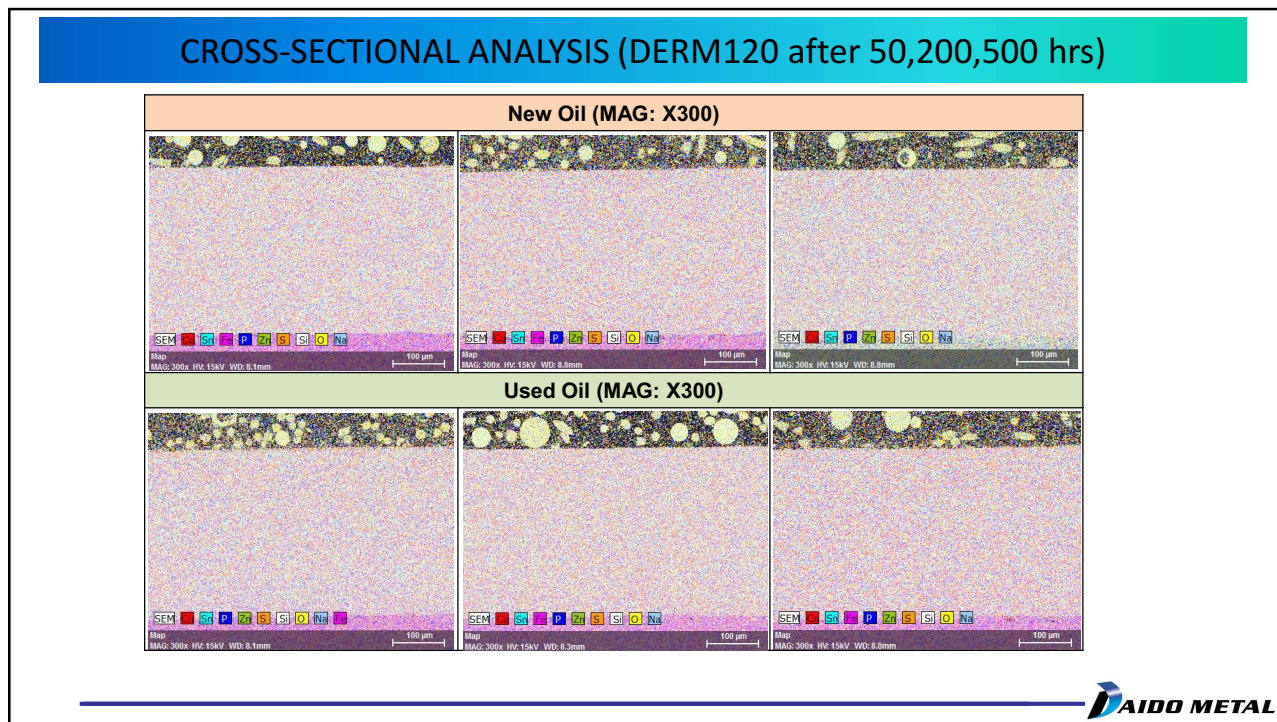 CROSS-SECTIONAL ANALYSIS (DERM120 after 50,200,500 hrs)
New Oil (MAG: X300)
SEM Cu Sn Fe P Zn S Si O Na
Map
100 µm
MAG: 300x HV: 15kV WD: 8.1mm
SEM Cu Sn Fe P Zn S Si O Na
Map
100 µm
MAG: 300x HV: 15kV WD: 8.8mm
SEM Cu Sn P Zn S Si O Na
Map
100 µm
MAG: 300x HV: 15kV WD: 8.8mm
Used Oil (MAG: X300)
SEM Cu Sn P Zn S Si O Na Fe
Map
100 µm
MAG: 300x HV: 15kV WD: 8.1mm
SEM Cu Sn Fe P Zn S Si O Na
Map
100 µm
MAG: 300x HV: 15kV WD: 8.3mm
SEM Cu Sn Fe P Zn S Si O Na
Map
100 µm
MAG: 300x HV: 15kV WD: 8.8mm
DAIDO METAL